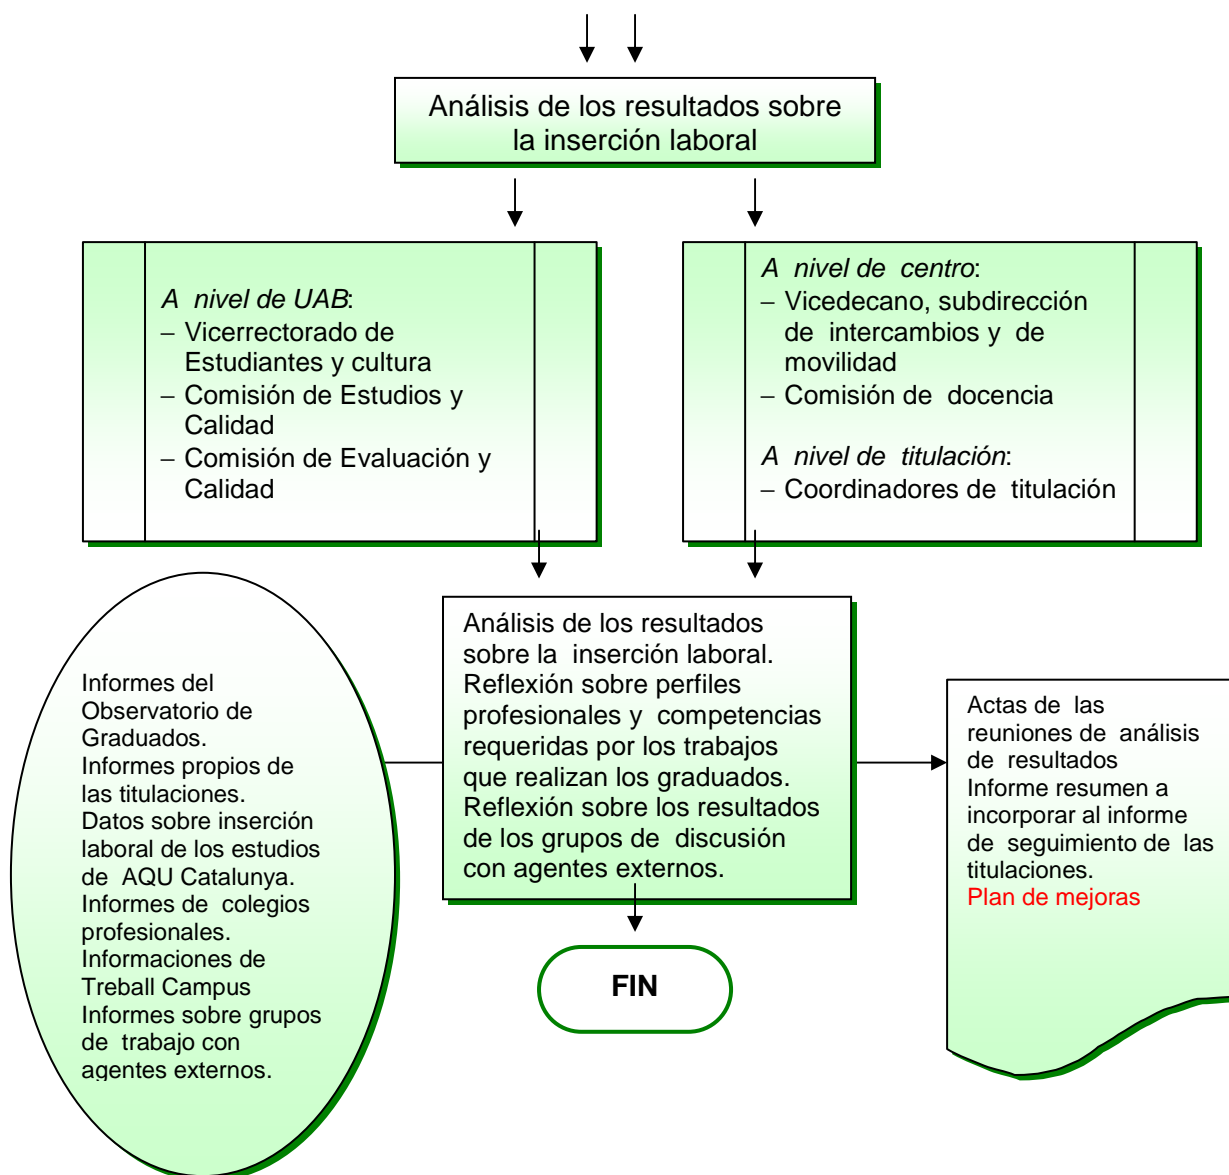 Análisis de los resultados sobre
la inserción laboral
A nivel de UAB:
– Vicerrectorado de
Estudiantes y cultura
– Comisión de Estudios y
Calidad
– Comisión de Evaluación y
Calidad
A nivel de centro:
– Vicedecano, subdirección
de intercambios y de
movilidad
– Comisión de docencia
A nivel de titulación:
– Coordinadores de titulación
Informes del
Observatorio de
Graduados.
Informes propios de
las titulaciones.
Datos sobre inserción
laboral de los estudios
de AQU Catalunya.
Informes de colegios
profesionales.
Informaciones de
Treball Campus
Informes sobre grupos
de trabajo con
agentes externos.
Análisis de los resultados
sobre la inserción laboral.
Reflexión sobre perfiles
profesionales y competencias
requeridas por los trabajos
que realizan los graduados.
Reflexión sobre los resultados
de los grupos de discusión
con agentes externos.
Actas de las
reuniones de análisis
de resultados
Informe resumen a
incorporar al informe
de seguimiento de las
titulaciones.
Plan de mejoras
FIN